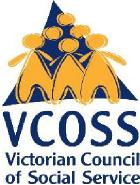 VCOSS
Victorian Council
of Social Service